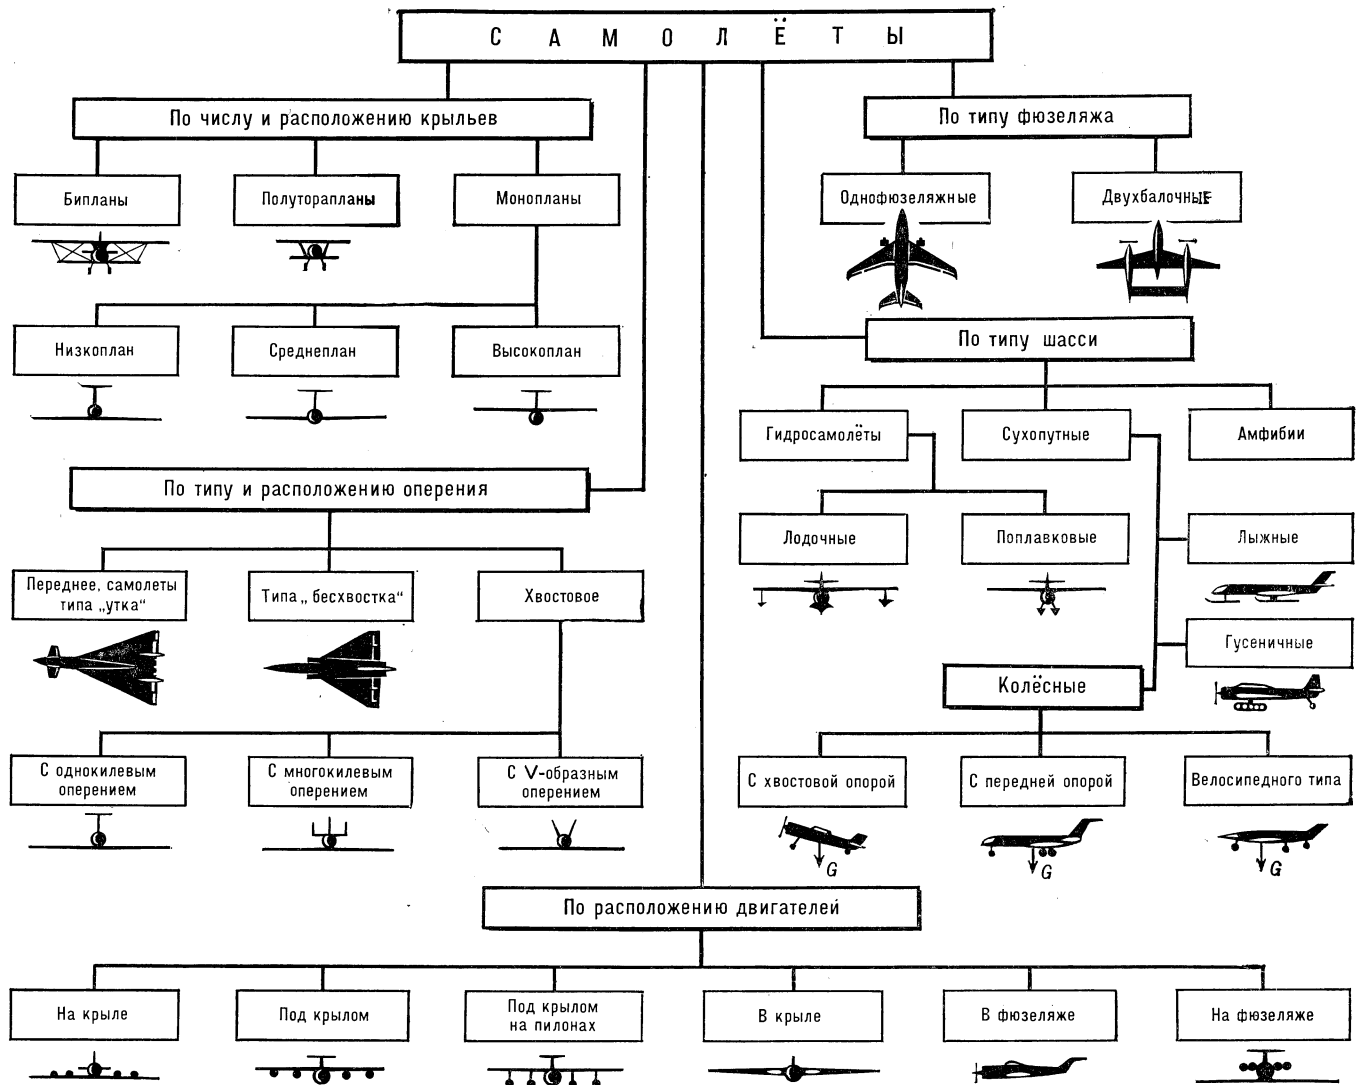 САМОЛЁТЫ
По числу и расположению крыльев
По типу фюзеляжа
Бипланы
Полуторапланы
Монопланы
Однофюзеляжные
Двухбалочные
Низкоплан
Среднеплан
Высокоплан
По типу шасси
Гидросамолёты
Сухопутные
Амфибии
По типу и расположению оперения
Лодочные
Поплавковые
Лыжные
Переднее, самолеты
типа „утка“
Типа „бесхвостка“
Хвостовое
Гусеничные
Колёсные
С однокилевым
оперением
С многокилевым
оперением
С V-образным
оперением
С хвостовой опорой
С передней опорой
Велосипедного типа
G
G
G
По расположению двигателей
На крыле
Под крылом
Под крылом
на пилонах
В крыле
В фюзеляже
На фюзеляже